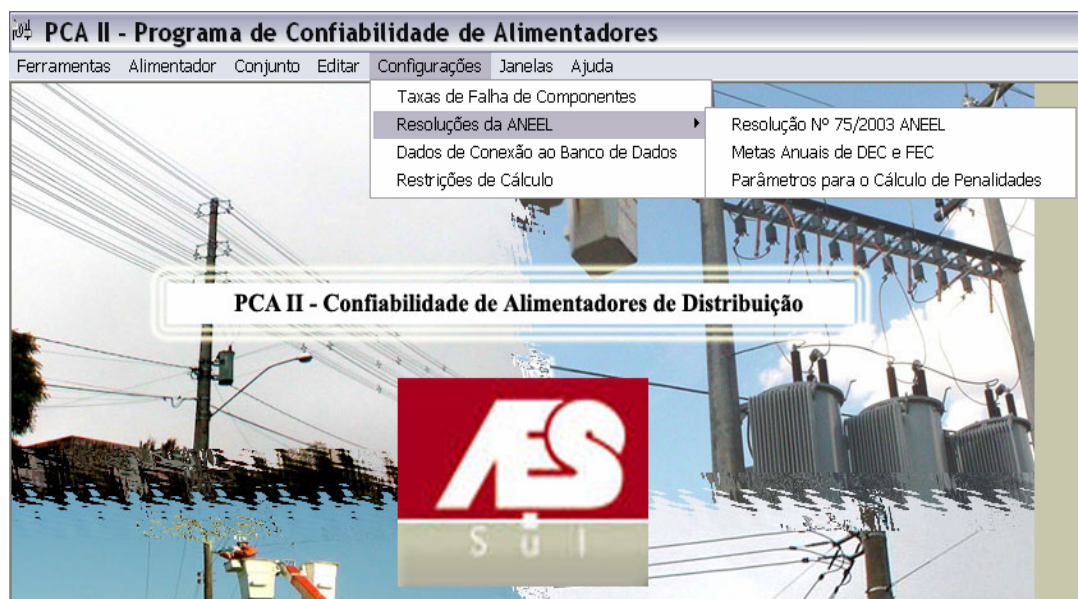 PCA II - Programa de Confiabilidade de Alimentadores
Ferramentas Alimentador Conjunto Editar Configurações Janelas Ajuda
Taxas de Falha de Componentes
Resoluções da ANEEL
Dados de Conexão ao Banco de Dados
Restrições de Cálculo
Resolução Nº 75/2003 ANEEL
Metas Anuais de DEC e FEC
Parâmetros para o Cálculo de Penalidades
PCA II - Confiabilidade de Alimentadores de Distribuição
AES
Sul